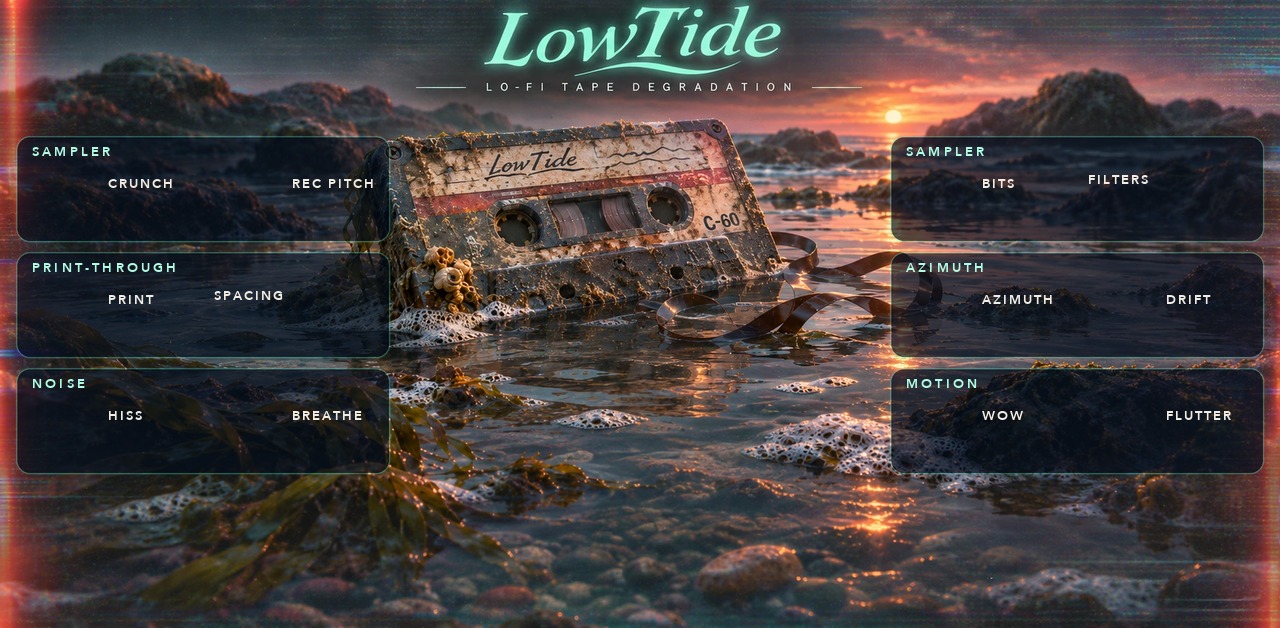 LowTide
LO-FI TAPE DEGRADATION
SAMPLER
CRUNCH
REC PITCH
PRINT-THROUGH
PRINT
SPACING
NOISE
HISS
BREATHE
LowTide
C-60
SAMPLER
BITS
FILTERS
AZIMUTH
AZIMUTH
DRIFT
MOTION
WOW
FLUTTER